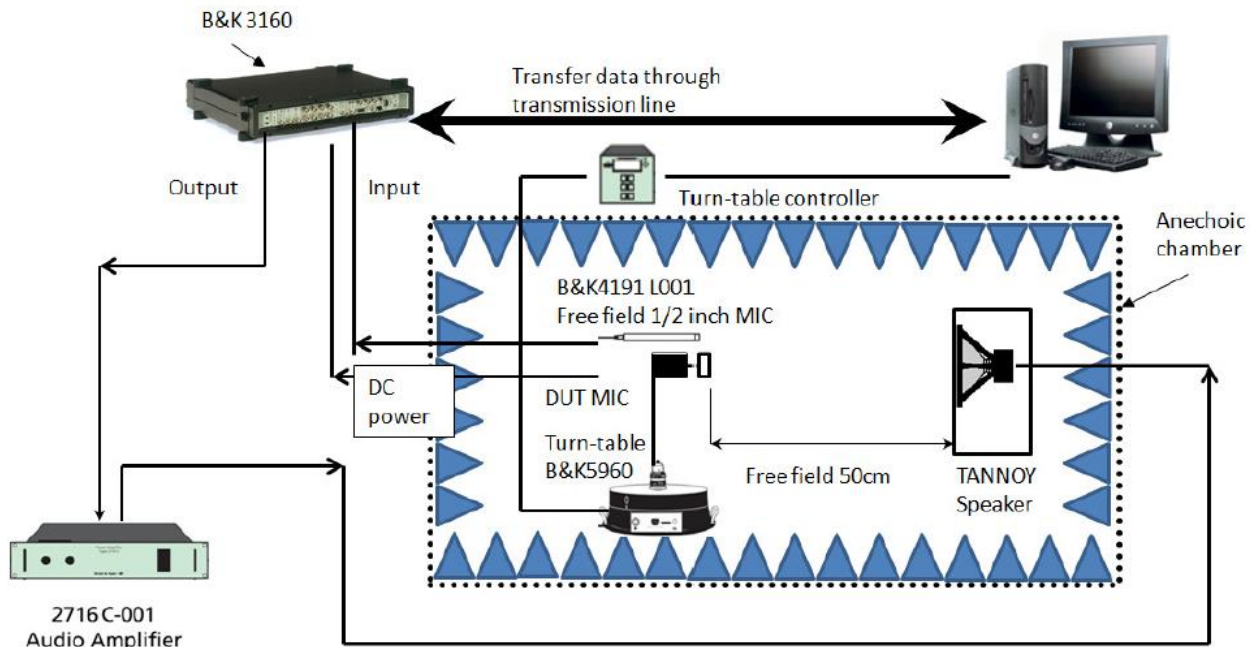 B&K 3160
Transfer data through
transmission line
Output
Input
Turn-table controller
Anechoic
chamber
B&K4191 L001
Free field 1/2 inch MIC
DC
power
DUT MIC
Turn-table
B&K5960
Free field 50cm
TANNOY
Speaker
2716 C-001
Audio Amplifier